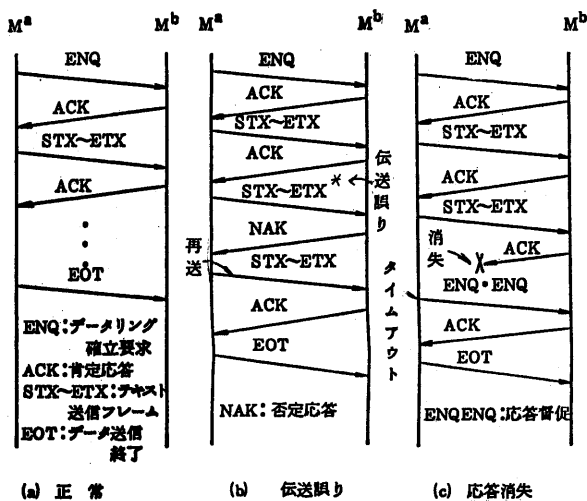 Mᵃ Mᵇ
ENQ
ACK
STX～ETX
ACK
EOT
ENQ：データリング
確立要求
ACK：肯定応答
STX～ETX：テキスト
送信フレーム
EOT：データ送信
終了
(a) 正常
Mᵃ Mᵇ
ENQ
ACK
STX～ETX
ACK
伝送誤り
STX～ETX
NAK
再送
STX～ETX
ACK
EOT
NAK：否定応答
(b) 伝送誤り
Mᵃ Mᵇ
ENQ
ACK
STX～ETX
ACK
STX～ETX
消失
ACK
ENQ・ENQ
タイムアウト
ACK
EOT
ENQENQ：応答督促
(c) 応答消失